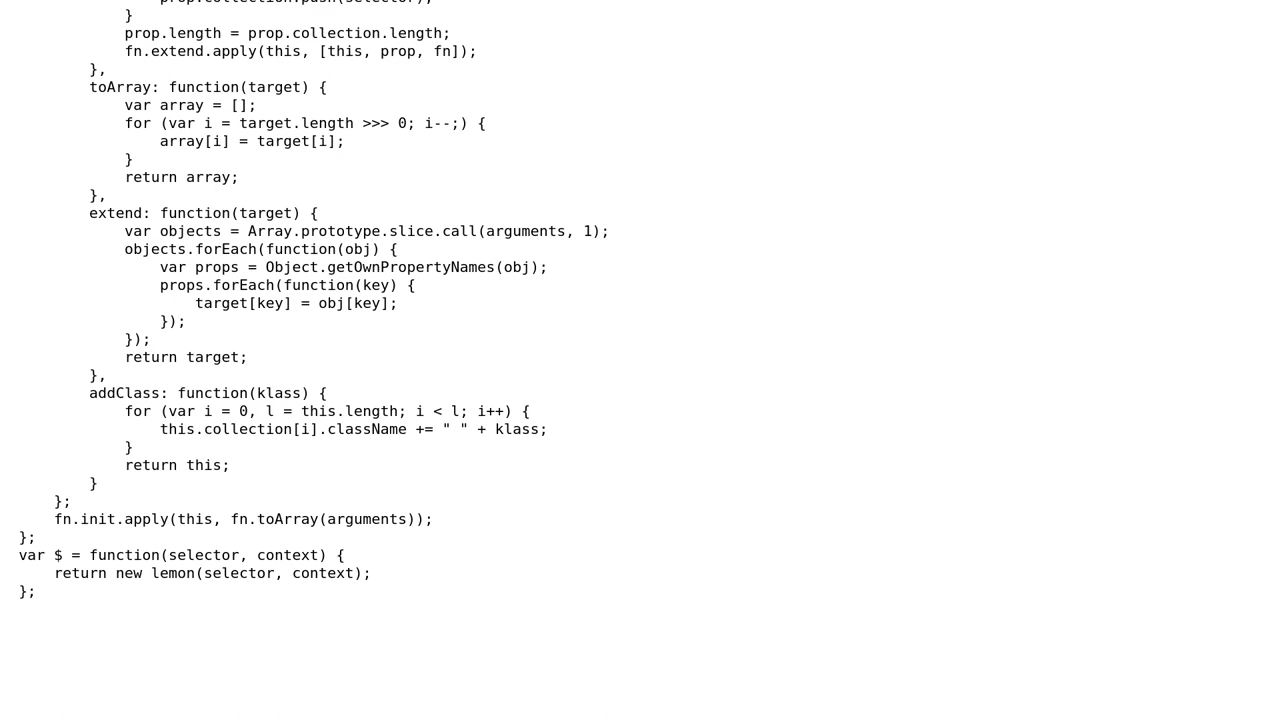 prop.collection.push(selector);
}
prop.length = prop.collection.length;
fn.extend.apply(this, [this, prop, fn]);
},
toArray: function(target) {
var array = [];
for (var i = target.length >>> 0; i--;) {
array[i] = target[i];
}
return array;
},
extend: function(target) {
var objects = Array.prototype.slice.call(arguments, 1);
objects.forEach(function(obj) {
var props = Object.getOwnPropertyNames(obj);
props.forEach(function(key) {
target[key] = obj[key];
});
});
return target;
},
addClass: function(klass) {
for (var i = 0, l = this.length; i < l; i++) {
this.collection[i].className += " " + klass;
}
return this;
}
};
fn.init.apply(this, fn.toArray(arguments));
};
var $ = function(selector, context) {
return new lemon(selector, context);
};